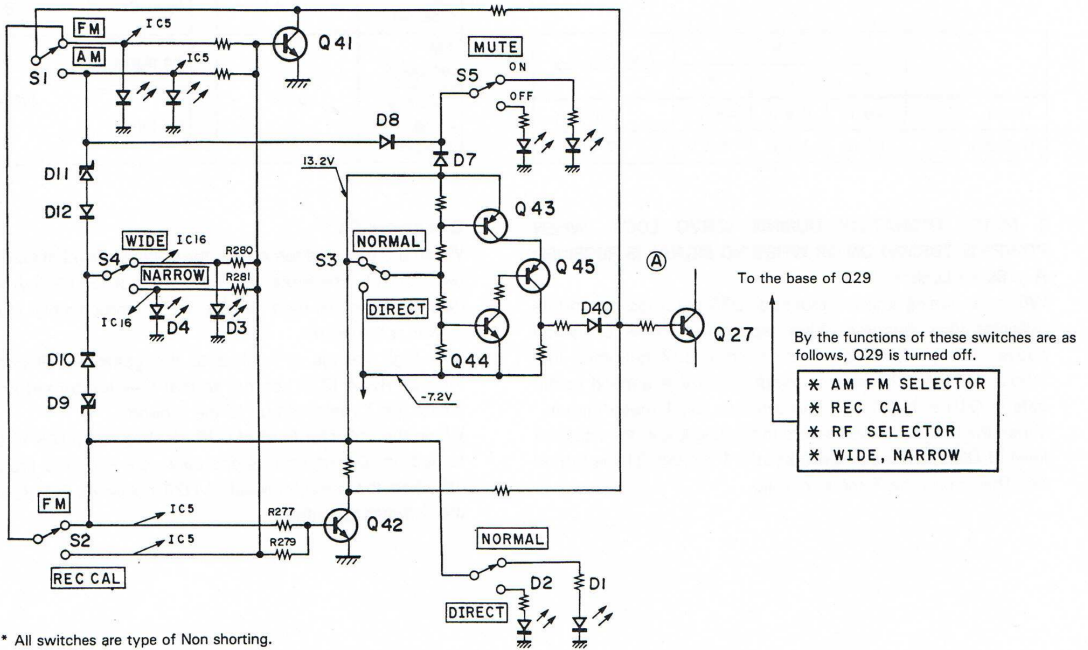 FM
IC5
Q41
AM
IC5
S1
MUTE
ON
S5
OFF
D8
D11
13.2V
D7
D12
Q43
WIDE
IC16
R280
NORMAL
S4
Q45
NARROW
R281
S3
A
To the base of Q29
IC16
D4
D3
DIRECT
D40
Q27
By the functions of these switches are as
follows, Q29 is turned off.
D10
Q44
* AM FM SELECTOR
* REC CAL
* RF SELECTOR
* WIDE, NARROW
D9
-7.2V
FM
IC5
R277
Q42
S2
IC5
R279
NORMAL
REC CAL
D2
D1
DIRECT
* All switches are type of Non shorting.